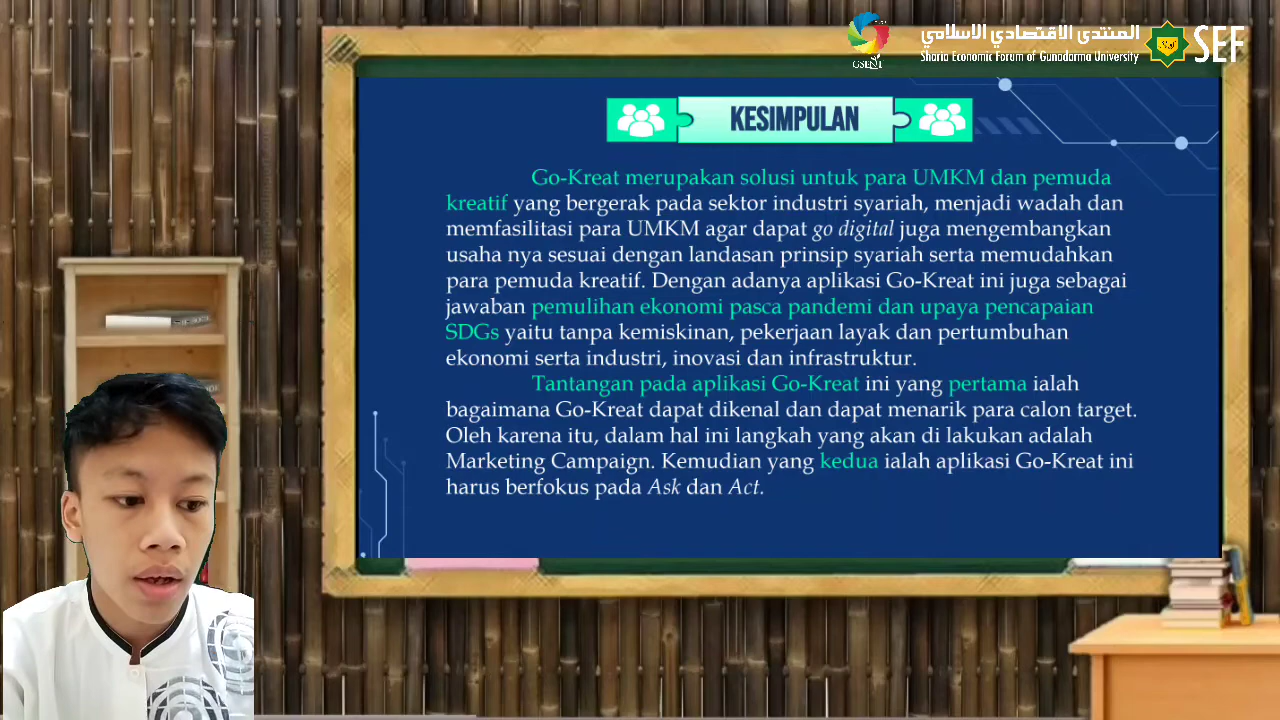 GSENT
المنتدى الاقتصادي الاسلامي
Sharia Economic Forum of Gunadarma University
SEF
KESIMPULAN
Go-Kreat merupakan solusi untuk para UMKM dan pemuda
kreatif yang bergerak pada sektor industri syariah, menjadi wadah dan
memfasilitasi para UMKM agar dapat go digital juga mengembangkan
usaha nya sesuai dengan landasan prinsip syariah serta memudahkan
para pemuda kreatif. Dengan adanya aplikasi Go-Kreat ini juga sebagai
jawaban pemulihan ekonomi pasca pandemi dan upaya pencapaian
SDGs yaitu tanpa kemiskinan, pekerjaan layak dan pertumbuhan
ekonomi serta industri, inovasi dan infrastruktur.
Tantangan pada aplikasi Go-Kreat ini yang pertama ialah
bagaimana Go-Kreat dapat dikenal dan dapat menarik para calon target.
Oleh karena itu, dalam hal ini langkah yang akan di lakukan adalah
Marketing Campaign. Kemudian yang kedua ialah aplikasi Go-Kreat ini
harus berfokus pada Ask dan Act.